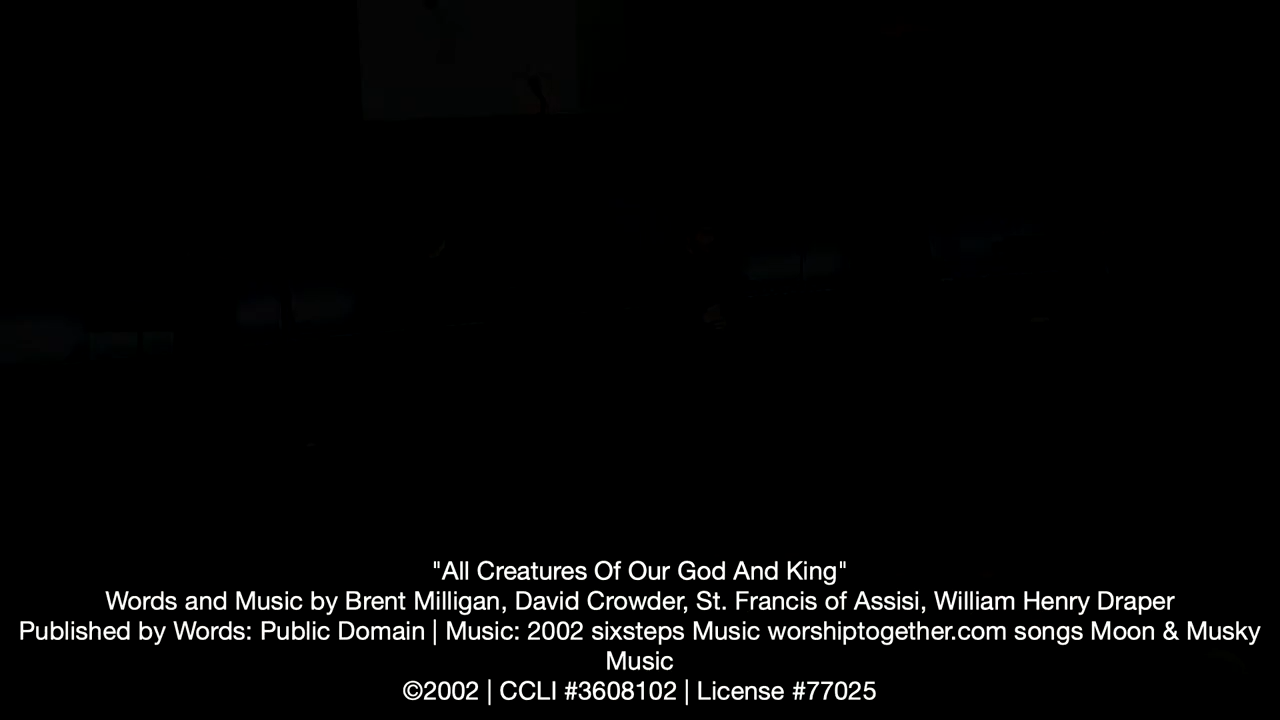 "All Creatures Of Our God And King"
Words and Music by Brent Milligan, David Crowder, St. Francis of Assisi, William Henry Draper
Published by Words: Public Domain | Music: 2002 sixsteps Music worshiptogether.com songs Moon & Musky
Music
©2002 | CCLI #3608102 | License #77025